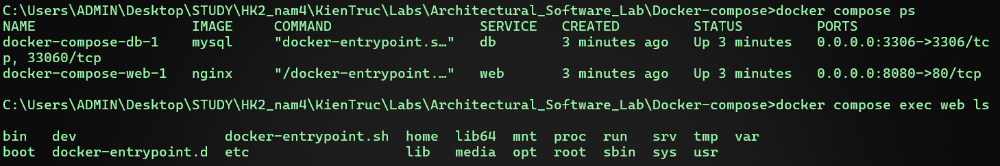 C:\Users\ADMIN\Desktop\STUDY\HK2_nam4\KienTruc\Labs\Architectural_Software_Lab\Docker-compose>docker compose ps
NAME                   IMAGE     COMMAND                  SERVICE   CREATED         STATUS         PORTS
docker-compose-db-1    mysql     "docker-entrypoint.s…"   db        3 minutes ago   Up 3 minutes   0.0.0.0:3306->3306/tc
p, 33060/tcp
docker-compose-web-1   nginx     "/docker-entrypoint.…"   web       3 minutes ago   Up 3 minutes   0.0.0.0:8080->80/tcp
C:\Users\ADMIN\Desktop\STUDY\HK2_nam4\KienTruc\Labs\Architectural_Software_Lab\Docker-compose>docker compose exec web ls
bin   dev                  docker-entrypoint.sh  home  lib64  mnt  proc  run   srv  tmp  var
boot  docker-entrypoint.d  etc                   lib   media  opt  root  sbin  sys  usr